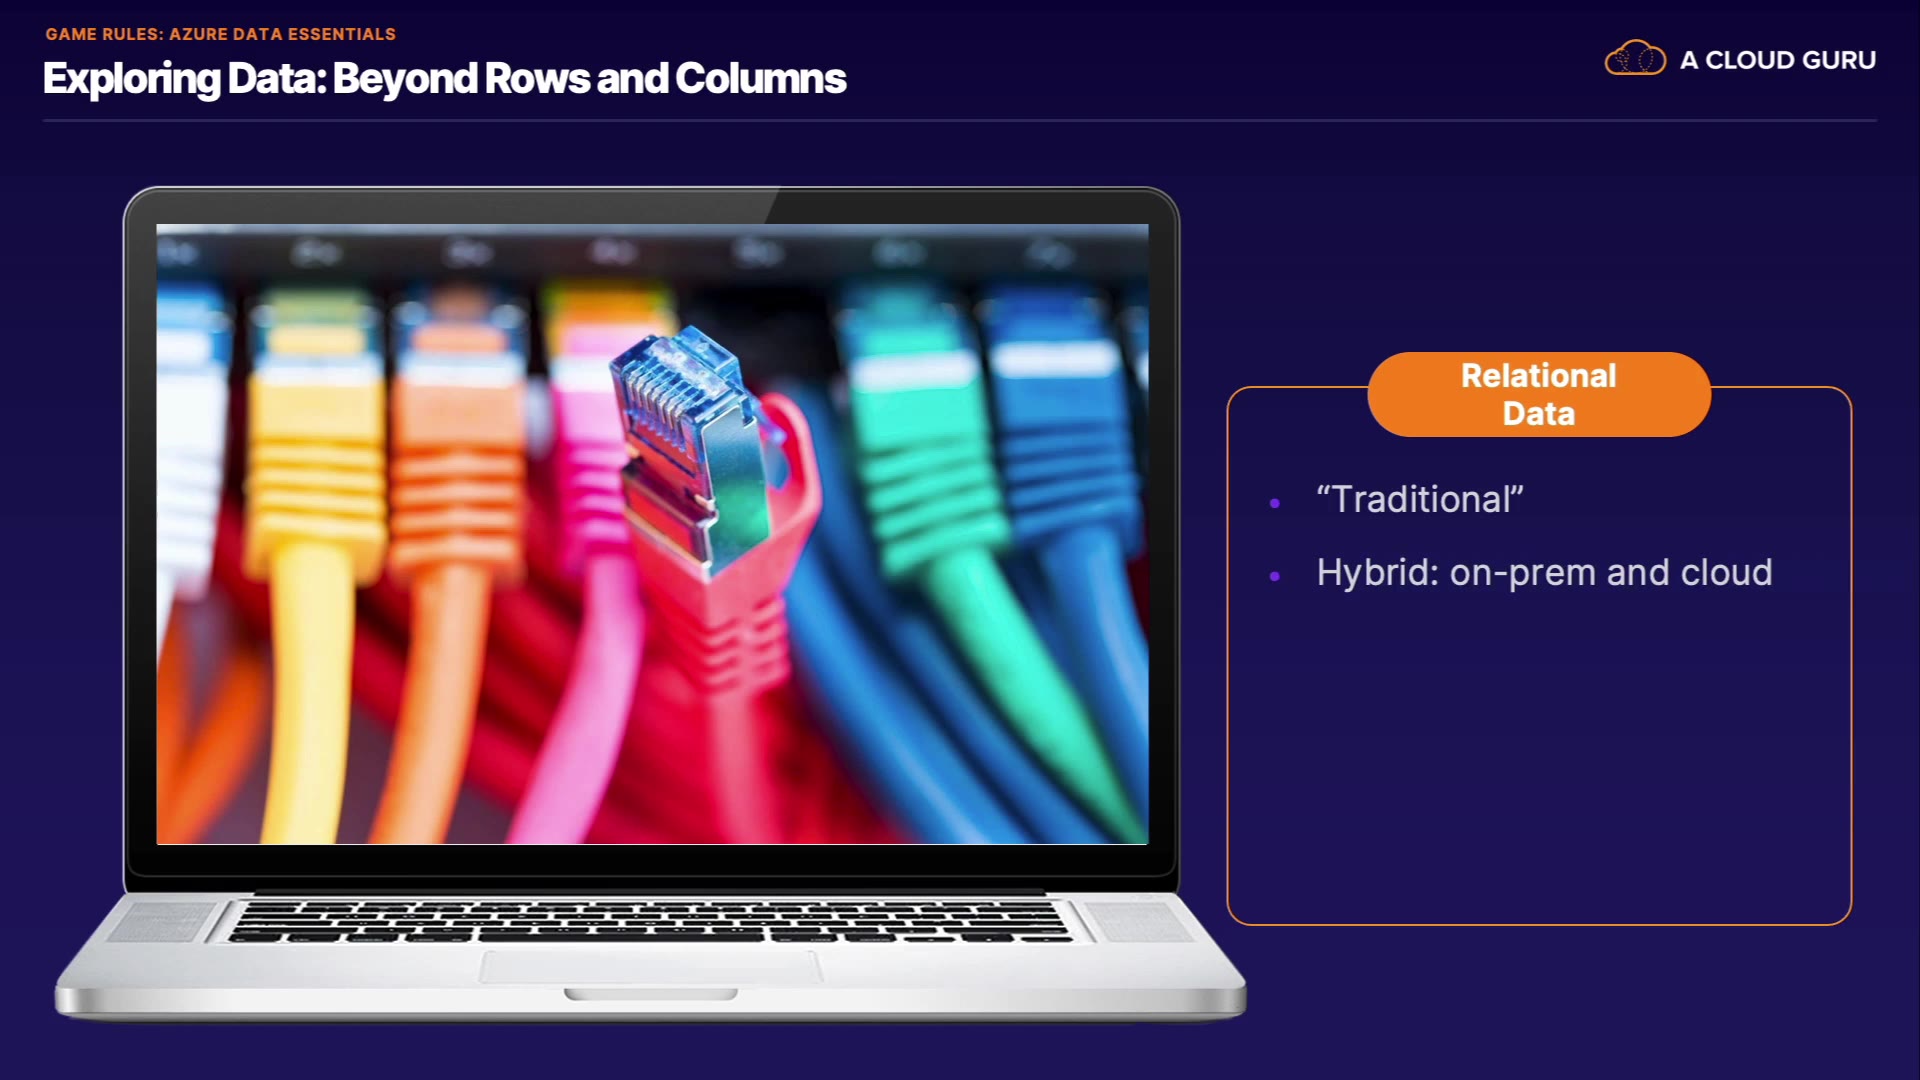 GAME RULES: AZURE DATA ESSENTIALS
Exploring Data: Beyond Rows and Columns
A CLOUD GURU
Relational
Data
“Traditional”
Hybrid: on-prem and cloud